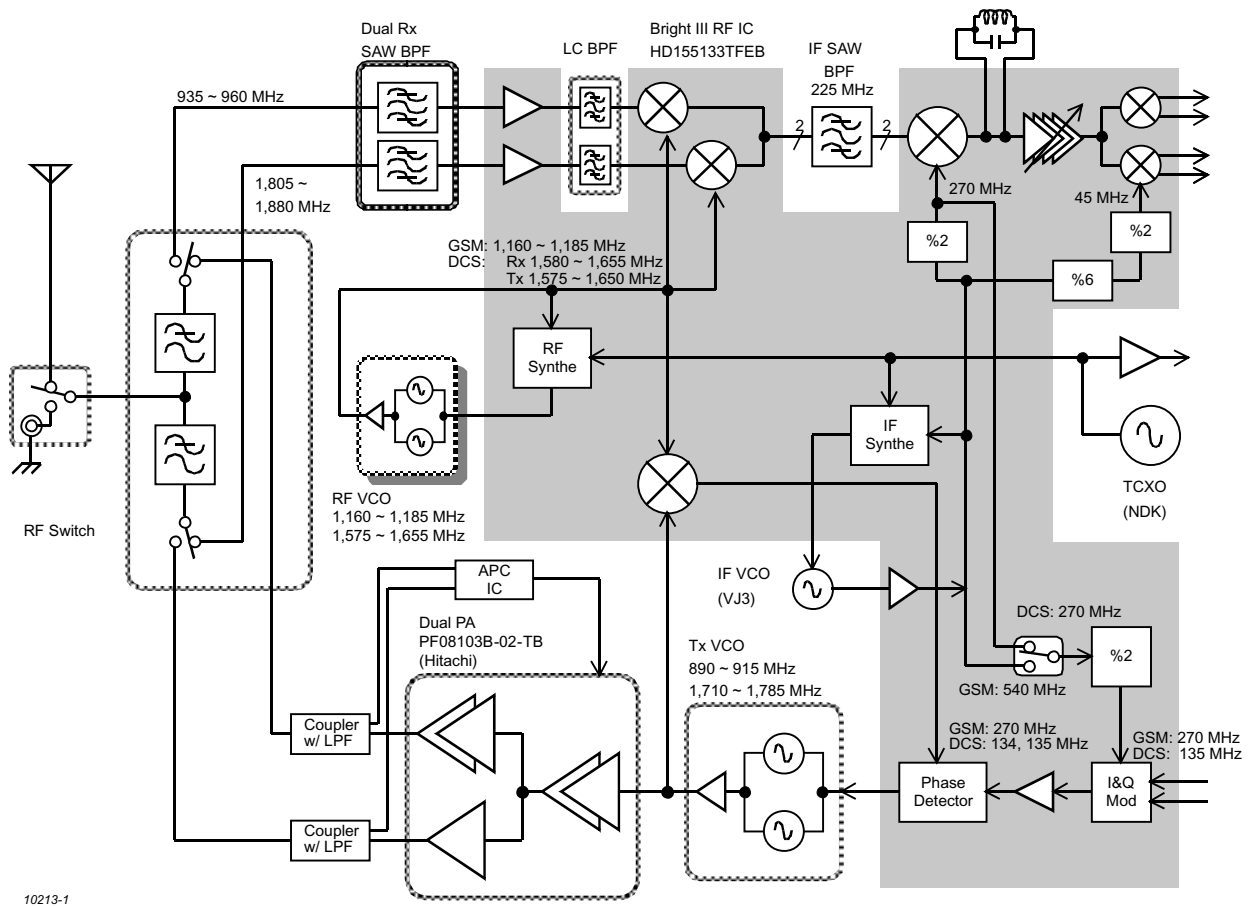 Dual Rx
SAW BPF
LC BPF
Bright III RF IC
HD155133TFEB
IF SAW
BPF
225 MHz
935 ~ 960 MHz
2
2
1,805 ~
1,880 MHz
270 MHz
45 MHz
%2
%2
%6
GSM: 1,160 ~ 1,185 MHz
DCS: Rx 1,580 ~ 1,655 MHz
Tx 1,575 ~ 1,650 MHz
RF
Synthe
IF
Synthe
TCXO
(NDK)
RF Switch
RF VCO
1,160 ~ 1,185 MHz
1,575 ~ 1,655 MHz
APC
IC
IF VCO
(VJ3)
DCS: 270 MHz
%2
GSM: 540 MHz
Dual PA
PF08103B-02-TB
(Hitachi)
Tx VCO
890 ~ 915 MHz
1,710 ~ 1,785 MHz
Coupler
w/ LPF
GSM: 270 MHz
DCS: 134, 135 MHz
GSM: 270 MHz
DCS: 135 MHz
Phase
Detector
I&Q
Mod
Coupler
w/ LPF
10213-1